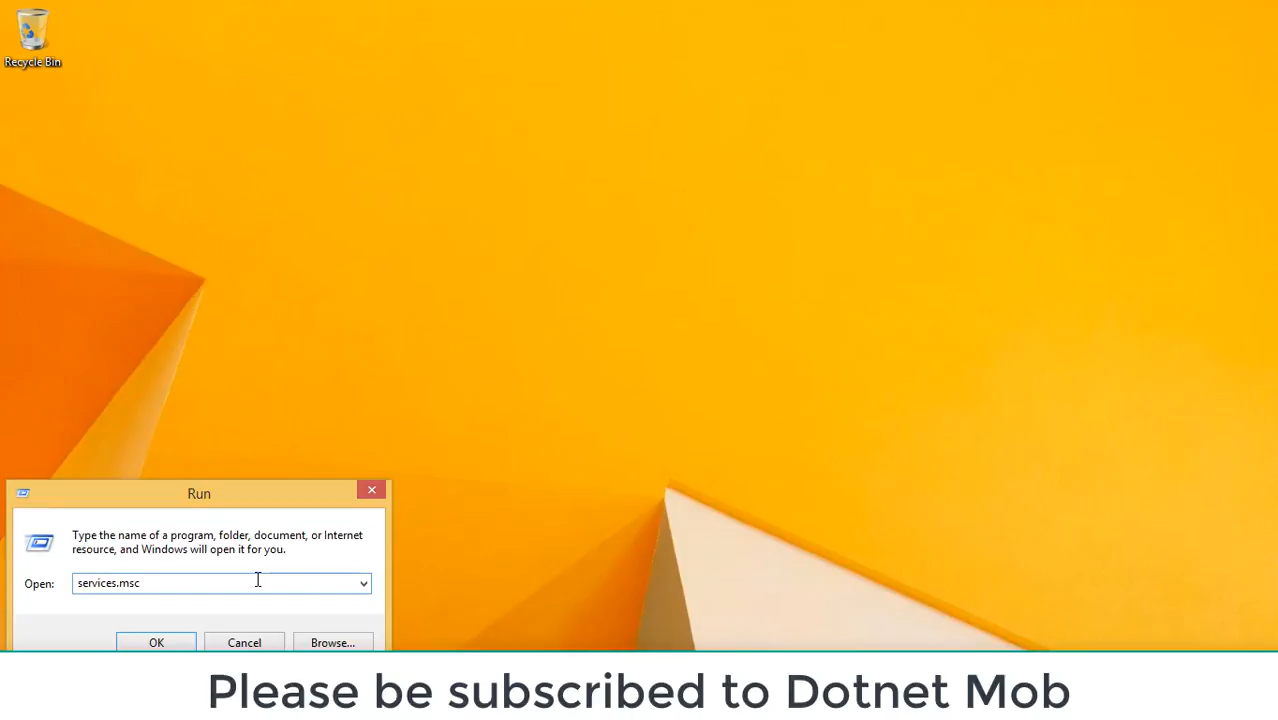 Recycle Bin
Run
Type the name of a program, folder, document, or Internet
resource, and Windows will open it for you.
Open:
services.msc
OK
Cancel
Browse...
Please be subscribed to Dotnet Mob